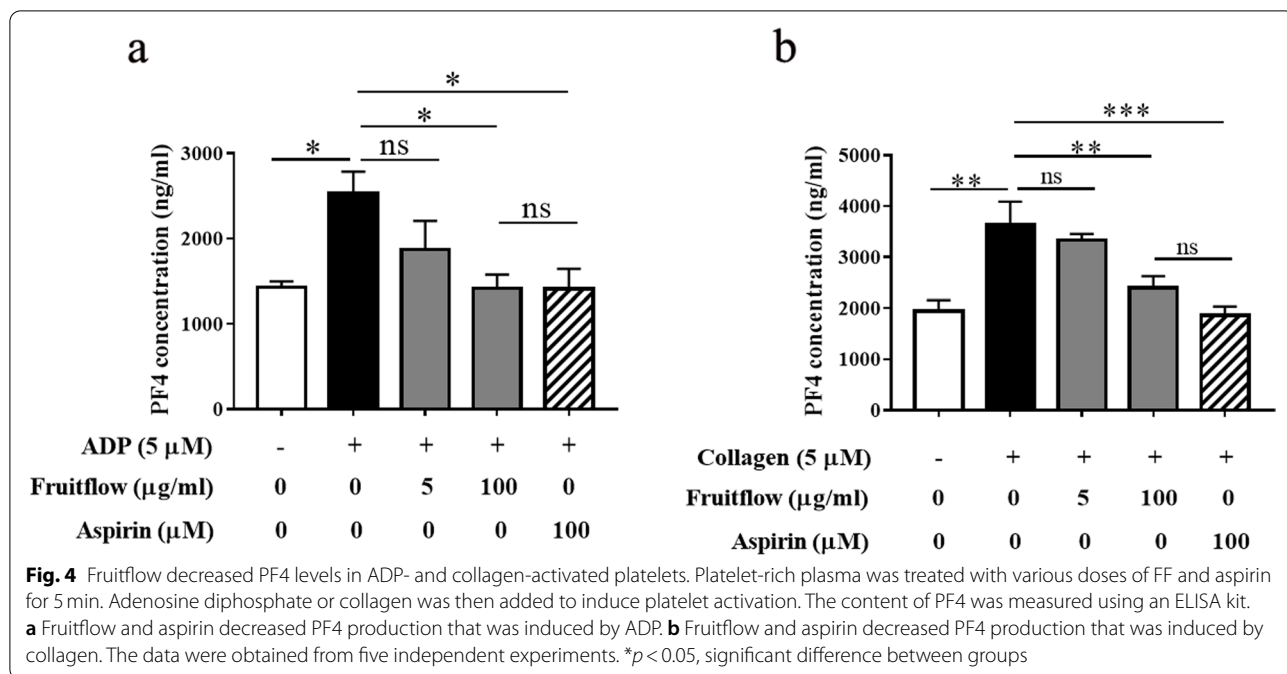 a
*
*
* ns
ns
PF4 concentration (ng/ml)
3000
2000
1000
0
ADP (5 μM) - + + + +
Fruitflow (μg/ml) 0 0 5 100 0
Aspirin (μM) 0 0 0 0 100
b
***
**
** ns
ns
PF4 concentration (ng/ml)
5000
4000
3000
2000
1000
0
Collagen (5 μM) - + + + +
Fruitflow (μg/ml) 0 0 5 100 0
Aspirin (μM) 0 0 0 0 100
Fig. 4 Fruitflow decreased PF4 levels in ADP- and collagen-activated platelets. Platelet-rich plasma was treated with various doses of FF and aspirin
for 5 min. Adenosine diphosphate or collagen was then added to induce platelet activation. The content of PF4 was measured using an ELISA kit.
a Fruitflow and aspirin decreased PF4 production that was induced by ADP. b Fruitflow and aspirin decreased PF4 production that was induced by
collagen. The data were obtained from five independent experiments. *p < 0.05, significant difference between groups